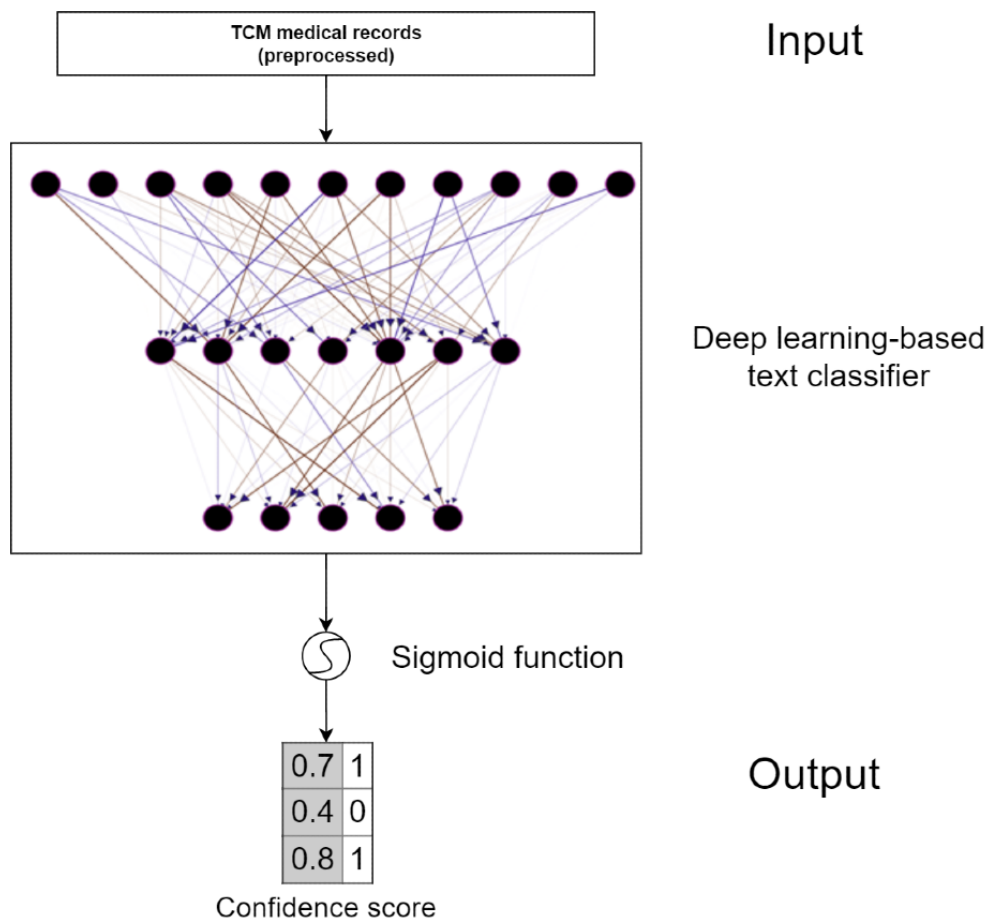 TCM medical records
(preprocessed)
Input
Deep learning-based
text classifier
Sigmoid function
0.7 1
0.4 0
0.8 1
Output
Confidence score